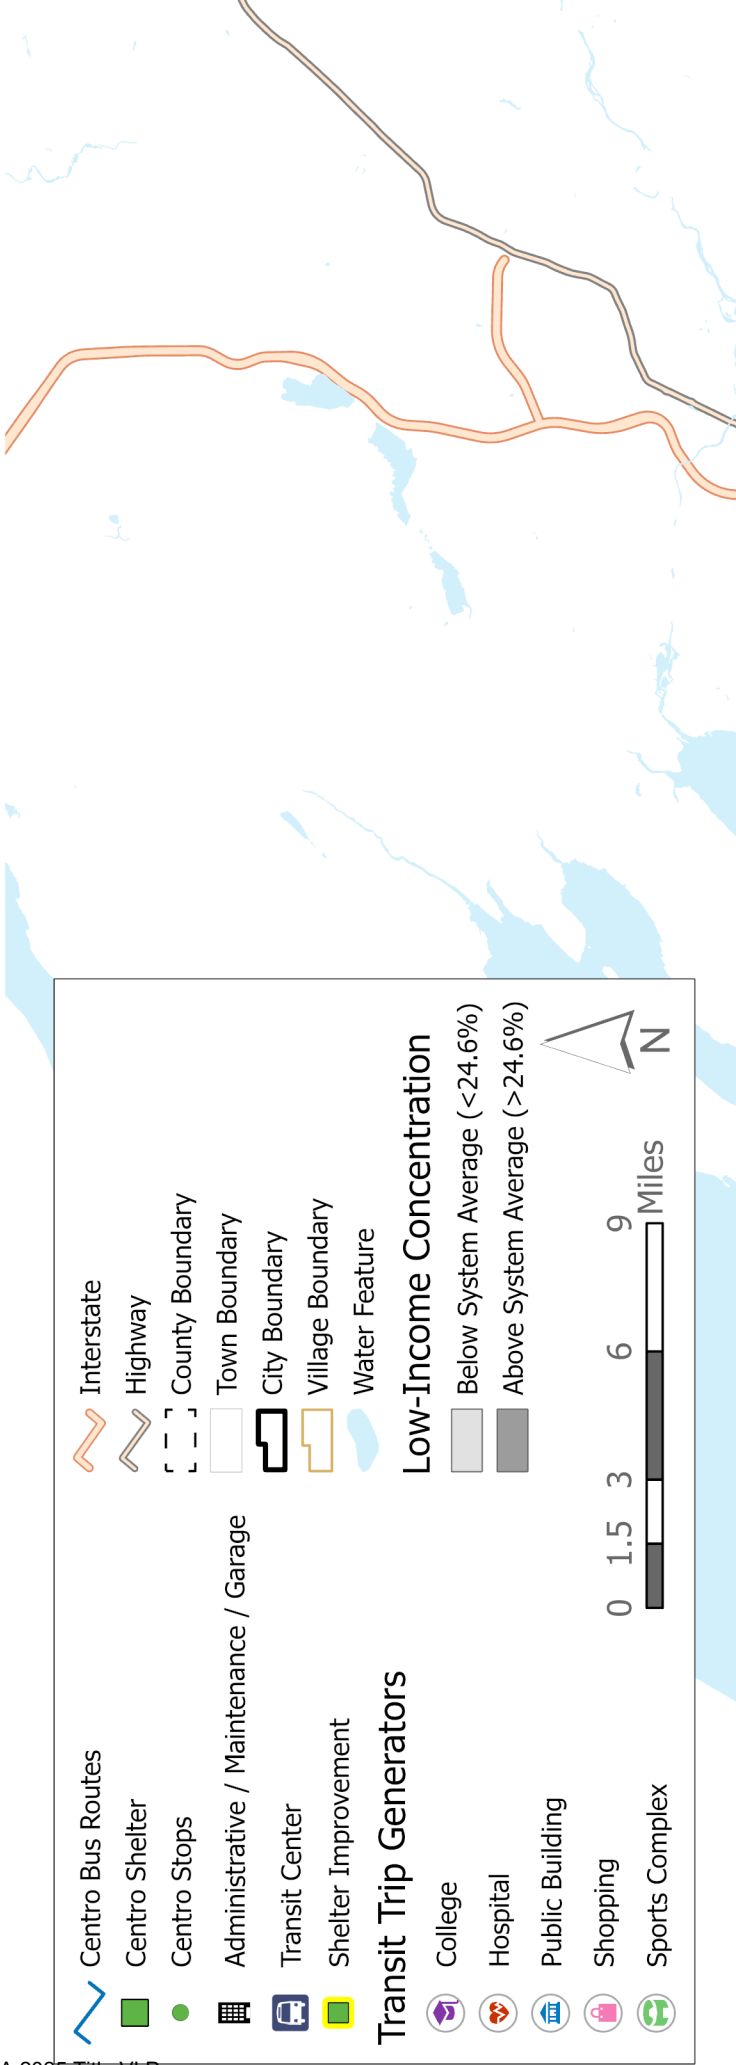 Centro Bus Routes
Centro Shelter
Centro Stops
Administrative / Maintenance / Garage
Transit Center
Shelter Improvement
Transit Trip Generators
College
Hospital
Public Building
Shopping
Sports Complex
Interstate
Highway
County Boundary
Town Boundary
City Boundary
Village Boundary
Water Feature
Low-Income Concentration
Below System Average (<24.6%)
Above System Average (>24.6%)
0 1.5 3 6 9
Miles
N